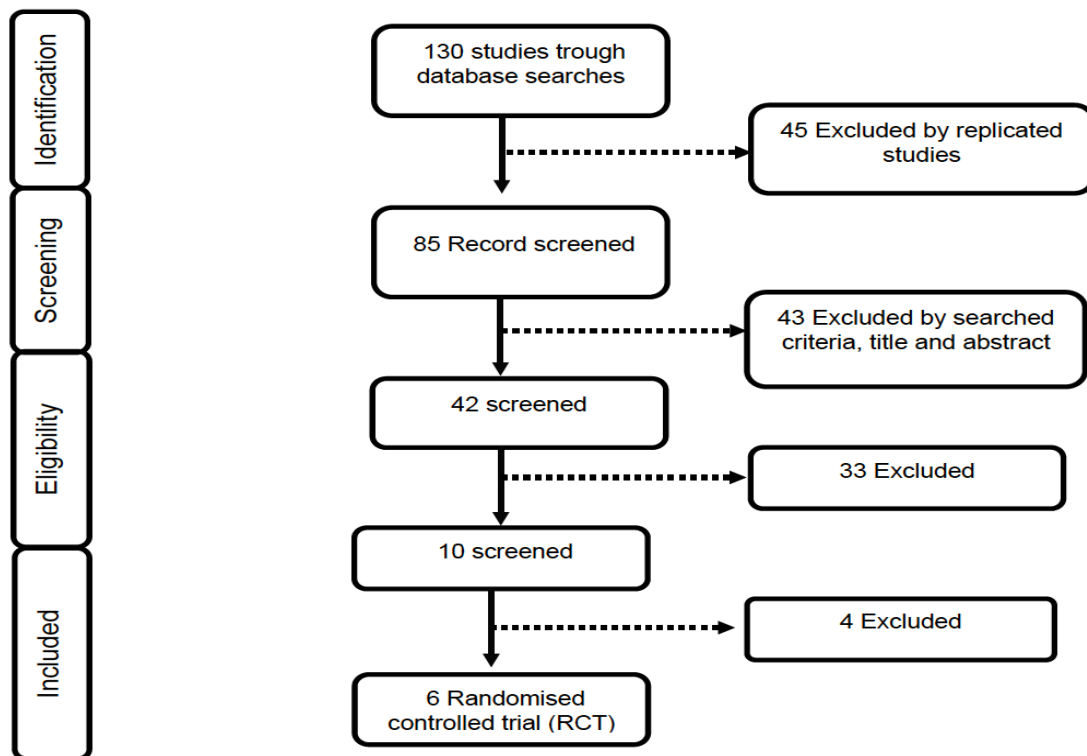 Identification
130 studies trough
database searches
45 Excluded by replicated
studies
Screening
85 Record screened
43 Excluded by searched
criteria, title and abstract
Eligibility
42 screened
33 Excluded
10 screened
Included
4 Excluded
6 Randomised
controlled trial (RCT)